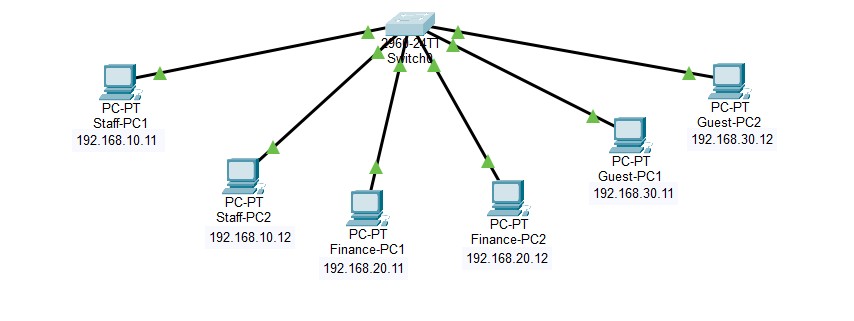 2960-24TT
Switch0
PC-PT
Staff-PC1
192.168.10.11
PC-PT
Staff-PC2
192.168.10.12
PC-PT
Finance-PC1
192.168.20.11
PC-PT
Finance-PC2
192.168.20.12
PC-PT
Guest-PC1
192.168.30.11
PC-PT
Guest-PC2
192.168.30.12